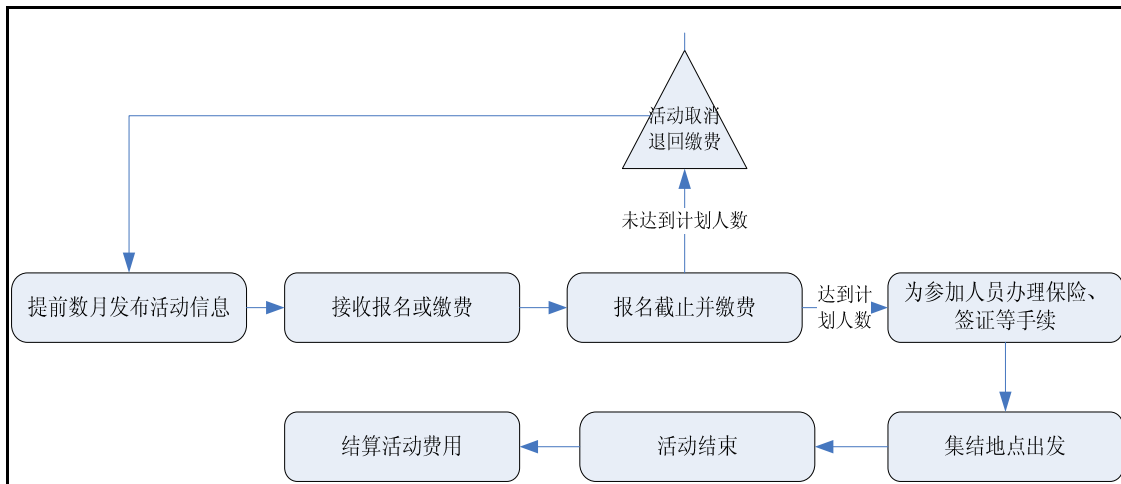 活动取消
退回缴费
未达到计划人数
提前数月发布活动信息
接收报名或缴费
报名截止并缴费
达到计
划人数
为参加人员办理保险、
签证等手续
结算活动费用
活动结束
集结地点出发